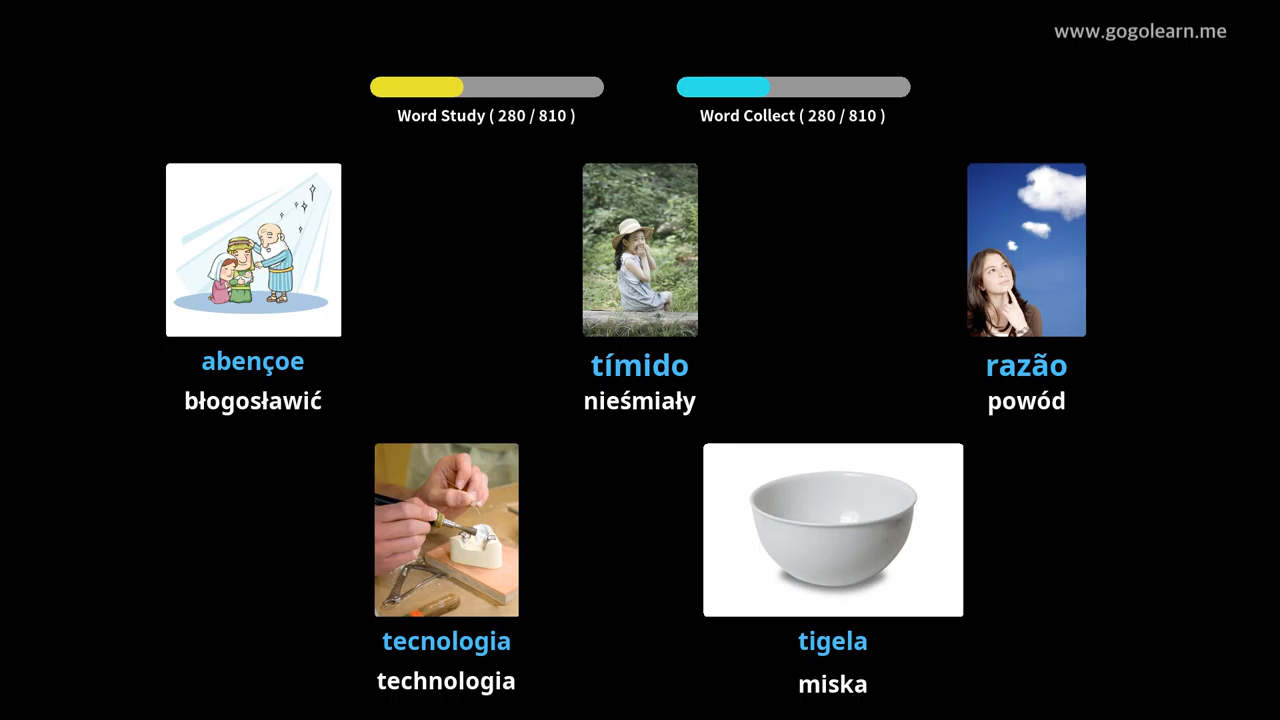 www.gogolearn.me
Word Study ( 280 / 810 )
Word Collect ( 280 / 810 )
abençoe
błogosławić
tímido
nieśmiały
razão
powód
tecnologia
technologia
tigela
miska